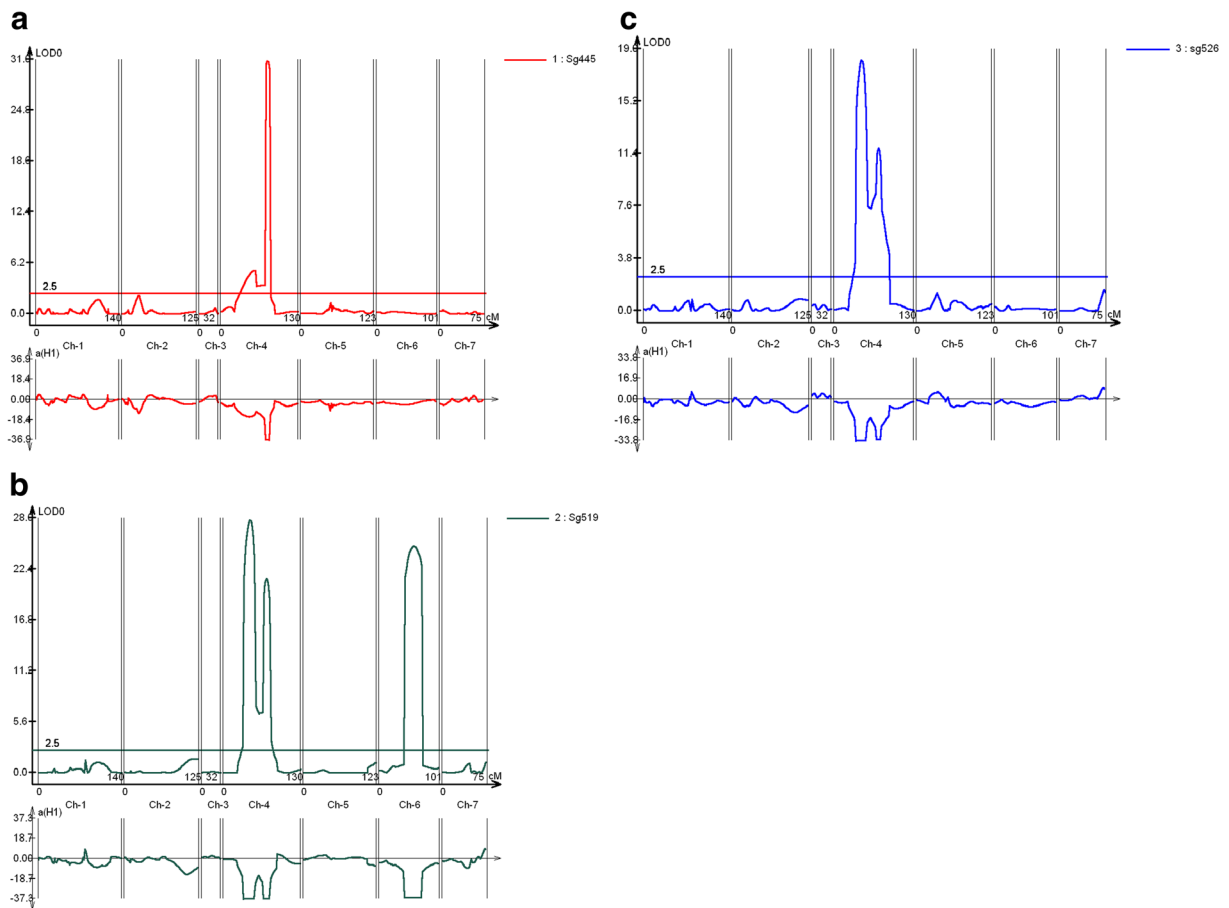 a
LOD0
1 : Sg445
31.0
24.8
18.6
12.4
6.2
0.0
2.5
0 140 0 125 0 32 0 130 0 123 0 101 0 75 cM
Ch-1 Ch-2 Ch-3 Ch-4 Ch-5 Ch-6 Ch-7
a(H1)
36.9
18.4
0.00
-18.4
-36.9
b
LOD0
2 : Sg519
28.0
22.4
16.8
11.2
5.6
0.0
2.5
0 140 0 125 0 32 0 130 0 123 0 101 0 75 cM
Ch-1 Ch-2 Ch-3 Ch-4 Ch-5 Ch-6 Ch-7
a(H1)
37.3
18.7
0.00
-18.7
-37.3
c
LOD0
3 : sg526
19.0
15.2
11.4
7.6
3.8
0.0
2.5
0 140 0 125 0 32 0 130 0 123 0 101 0 75 cM
Ch-1 Ch-2 Ch-3 Ch-4 Ch-5 Ch-6 Ch-7
a(H1)
33.8
16.9
0.00
-16.9
-33.8